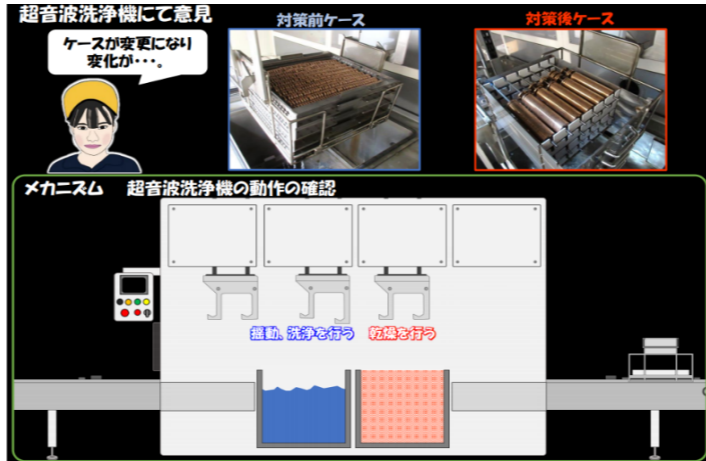 超音波洗浄機にて意見
対策前ケース
対策後ケース
ケースが変更になり
変化が・・・。
メカニズム 超音波洗浄機の動作の確認
揺動、洗浄を行う
乾燥を行う